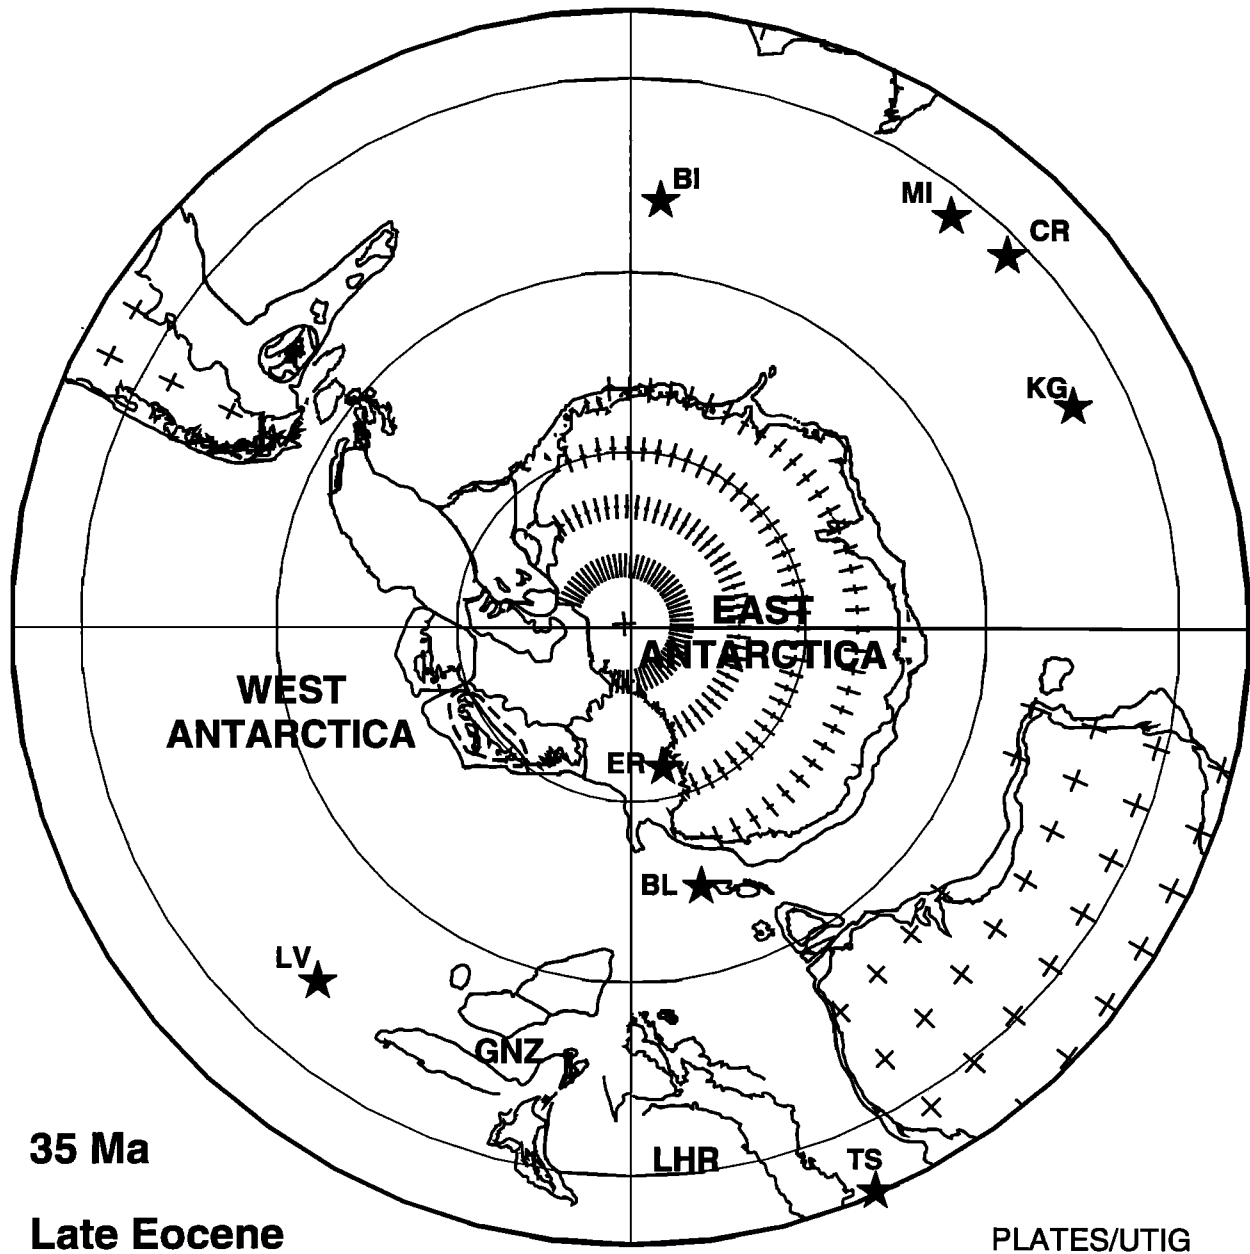 BI
MI
CR
KG
EAST
ANTARCTICA
WEST
ANTARCTICA
ER
BL
LV
GNZ
LHR
TS
35 Ma
Late Eocene
PLATES/UTIG